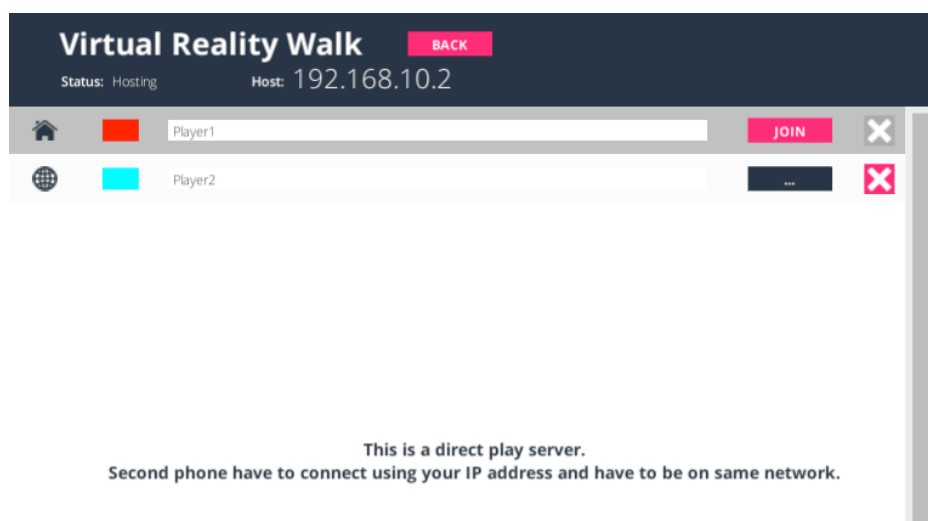 Virtual Reality Walk BACK
Status: Hosting Host: 192.168.10.2
Player1 JOIN
Player2 ...
This is a direct play server.
Second phone have to connect using your IP address and have to be on same network.